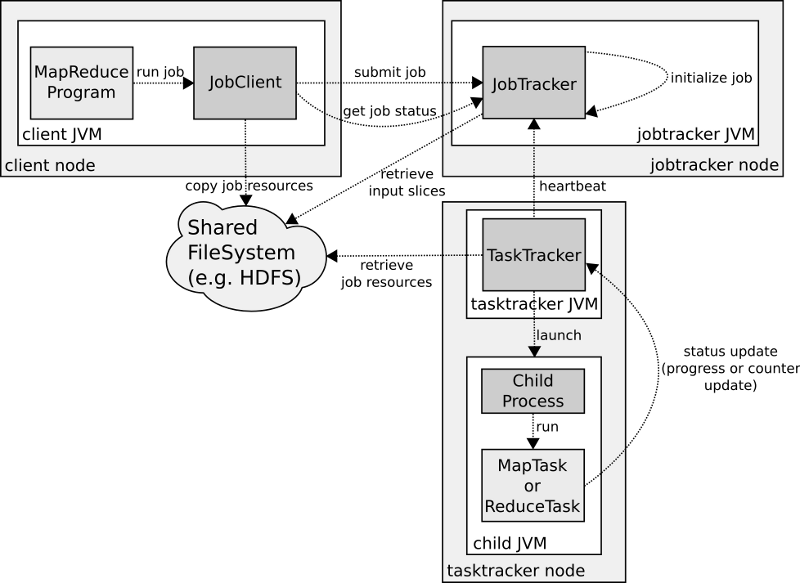 MapReduce
Program
run job
JobClient
client JVM
client node
submit job
get job status
JobTracker
initialize job
jobtracker JVM
jobtracker node
copy job resources
retrieve
input slices
heartbeat
Shared
FileSystem
(e.g. HDFS)
retrieve
job resources
TaskTracker
tasktracker JVM
launch
status update
(progress or counter
update)
Child
Process
run
MapTask
or
ReduceTask
child JVM
tasktracker node